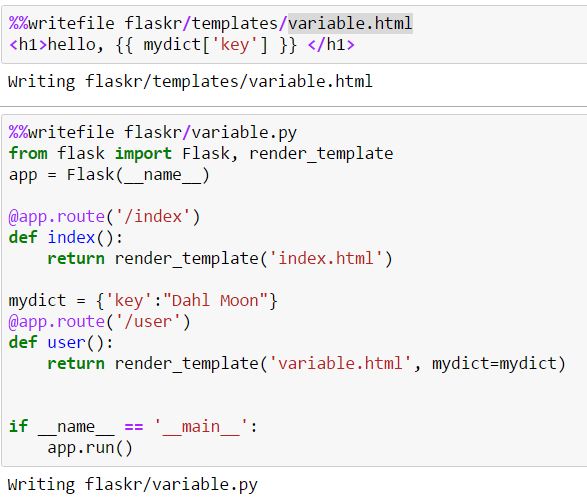 %%writefile flaskr/templates/variable.html
<h1>hello, {{ mydict['key'] }} </h1>
Writing flaskr/templates/variable.html
%%writefile flaskr/variable.py
from flask import Flask, render_template
app = Flask(__name__)
@app.route('/index')
def index():
    return render_template('index.html')
mydict = {'key':"Dahl Moon"}
@app.route('/user')
def user():
    return render_template('variable.html', mydict=mydict)
if __name__ == '__main__':
    app.run()
Writing flaskr/variable.py